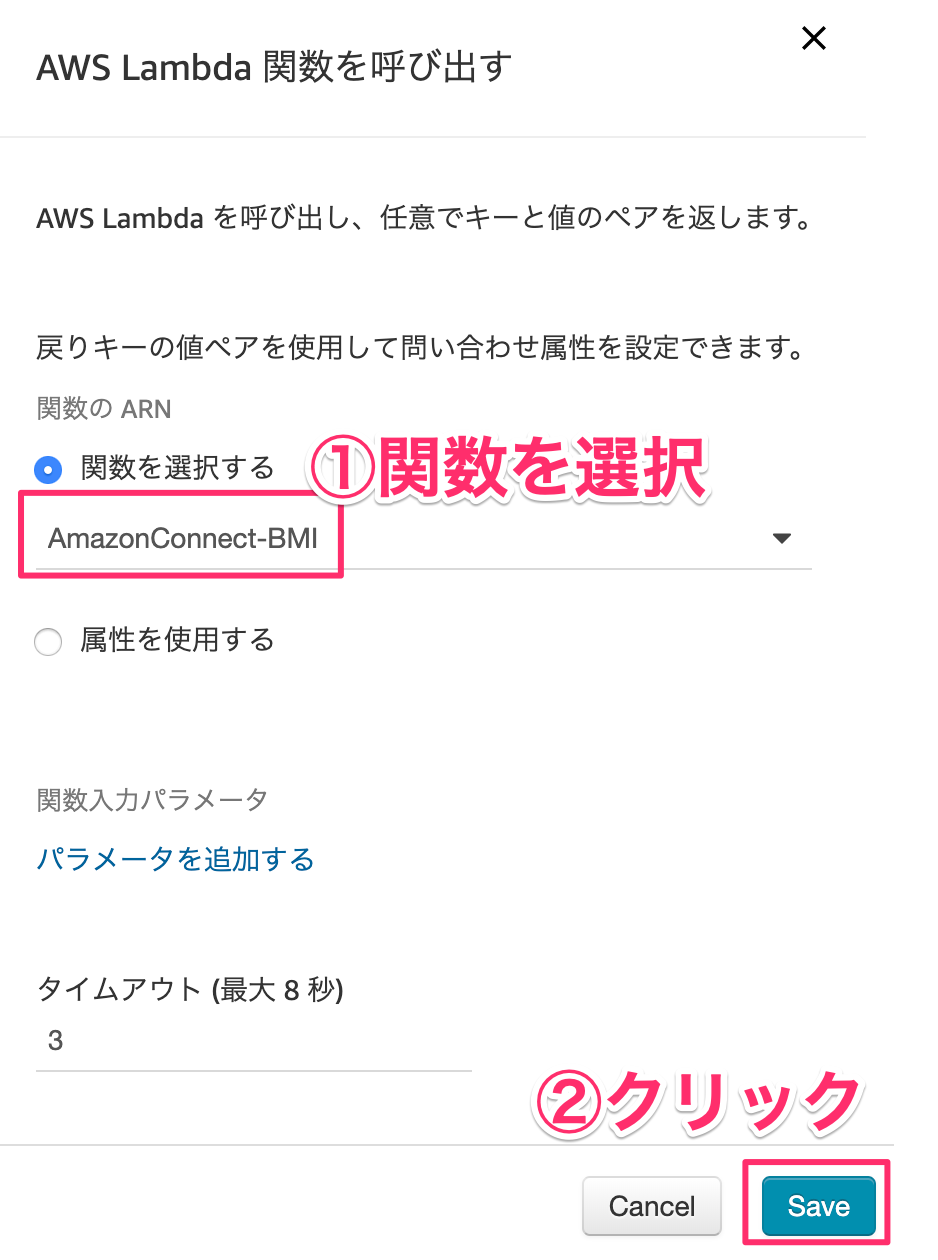 AWS Lambda 関数を呼び出す
AWS Lambda を呼び出し、任意でキーと値のペアを返します。
戻りキーの値ペアを使用して問い合わせ属性を設定できます。
関数の ARN
関数を選択する
①関数を選択
AmazonConnect-BMI
属性を使用する
関数入力パラメータ
パラメータを追加する
タイムアウト (最大 8 秒)
3
②クリック
Cancel
Save